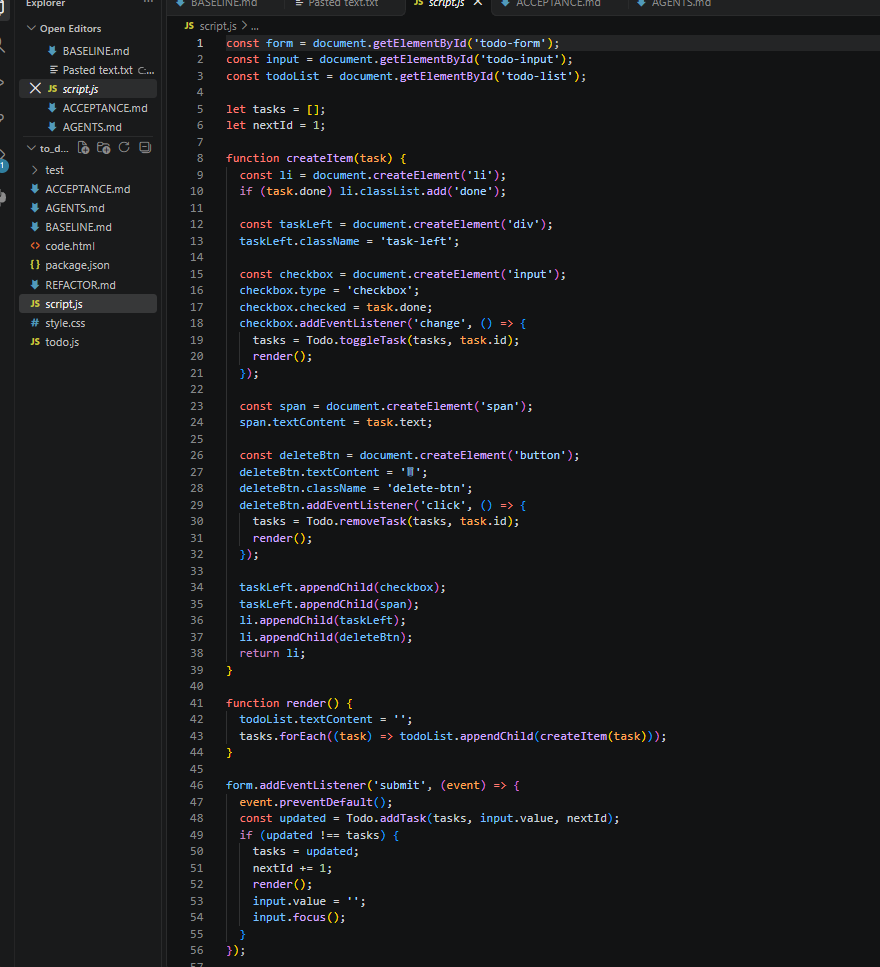 Explorer
BASELINE.md
Pasted text.txt
JS script.js
ACCEPTANCE.md
AGENTS.md
Open Editors
BASELINE.md
Pasted text.txt C:...
JS script.js
ACCEPTANCE.md
AGENTS.md
to_d...
test
ACCEPTANCE.md
AGENTS.md
BASELINE.md
<> code.html
{} package.json
REFACTOR.md
JS script.js
# style.css
JS todo.js
1
JS script.js > ...
1 const form = document.getElementById('todo-form');
2 const input = document.getElementById('todo-input');
3 const todoList = document.getElementById('todo-list');
4
5 let tasks = [];
6 let nextId = 1;
7
8 function createItem(task) {
9   const li = document.createElement('li');
10   if (task.done) li.classList.add('done');
11
12   const taskLeft = document.createElement('div');
13   taskLeft.className = 'task-left';
14
15   const checkbox = document.createElement('input');
16   checkbox.type = 'checkbox';
17   checkbox.checked = task.done;
18   checkbox.addEventListener('change', () => {
19     tasks = Todo.toggleTask(tasks, task.id);
20     render();
21   });
22
23   const span = document.createElement('span');
24   span.textContent = task.text;
25
26   const deleteBtn = document.createElement('button');
27   deleteBtn.textContent = '🗑';
28   deleteBtn.className = 'delete-btn';
29   deleteBtn.addEventListener('click', () => {
30     tasks = Todo.removeTask(tasks, task.id);
31     render();
32   });
33
34   taskLeft.appendChild(checkbox);
35   taskLeft.appendChild(span);
36   li.appendChild(taskLeft);
37   li.appendChild(deleteBtn);
38   return li;
39 }
40
41 function render() {
42   todoList.textContent = '';
43   tasks.forEach((task) => todoList.appendChild(createItem(task)));
44 }
45
46 form.addEventListener('submit', (event) => {
47   event.preventDefault();
48   const updated = Todo.addTask(tasks, input.value, nextId);
49   if (updated !== tasks) {
50     tasks = updated;
51     nextId += 1;
52     render();
53     input.value = '';
54     input.focus();
55   }
56 });
57